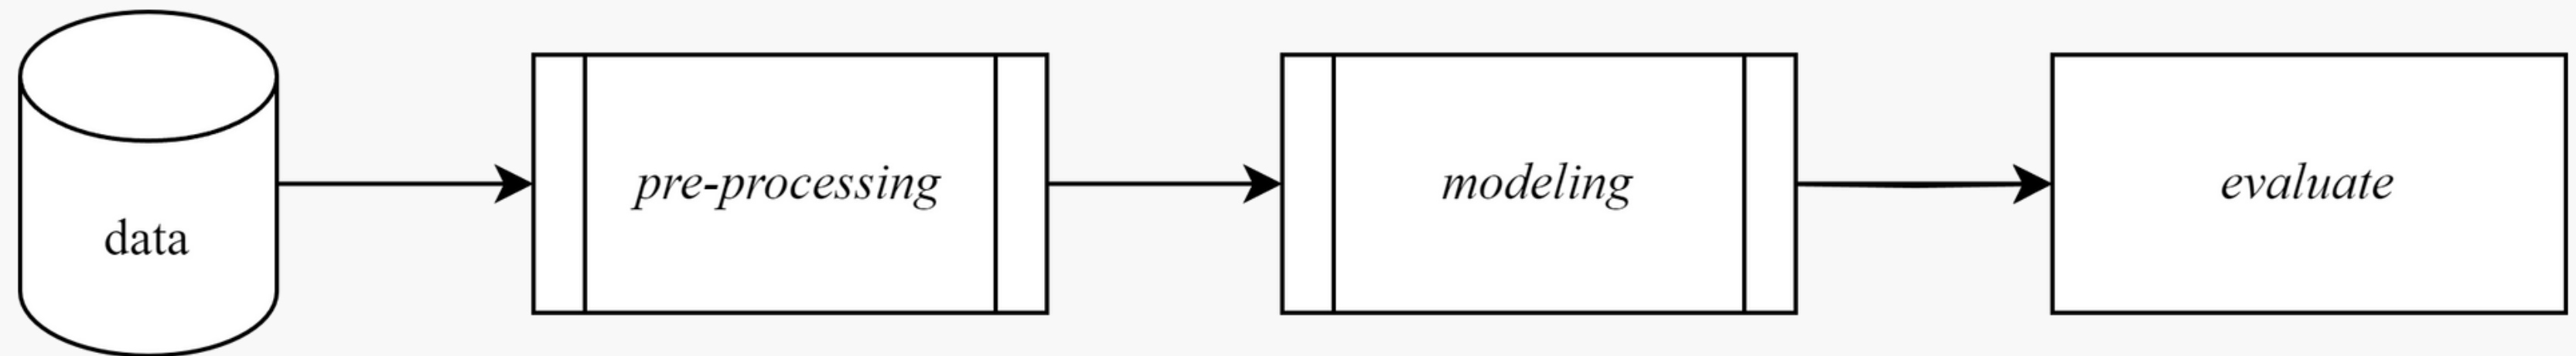 data
pre-processing
modeling
evaluate